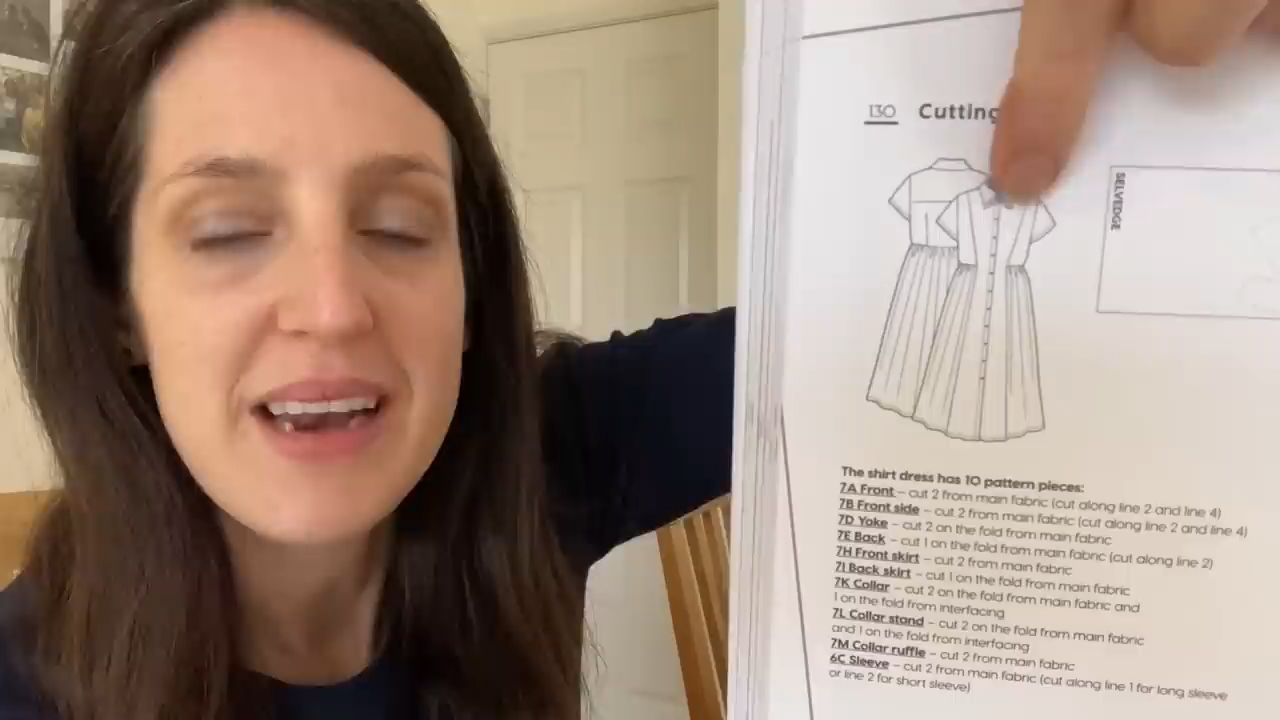 130 Cutting
SELVEDGE
The shirt dress has 10 pattern pieces:
7A Front – cut 2 from main fabric (cut along line 2 and line 4)
7B Front side – cut 2 from main fabric (cut along line 2 and line 4)
7D Yoke – cut 2 on the fold from main fabric
7E Back – cut 1 on the fold from main fabric (cut along line 2)
7H Front skirt – cut 2 from main fabric
7I Back skirt – cut 1 on the fold from main fabric
7K Collar – cut 2 on the fold from main fabric and
1 on the fold from interfacing
7L Collar stand – cut 2 on the fold from main fabric
and 1 on the fold from interfacing
7M Collar ruffle – cut 2 from main fabric
6C Sleeve – cut 2 from main fabric (cut along line 1 for long sleeve
or line 2 for short sleeve)